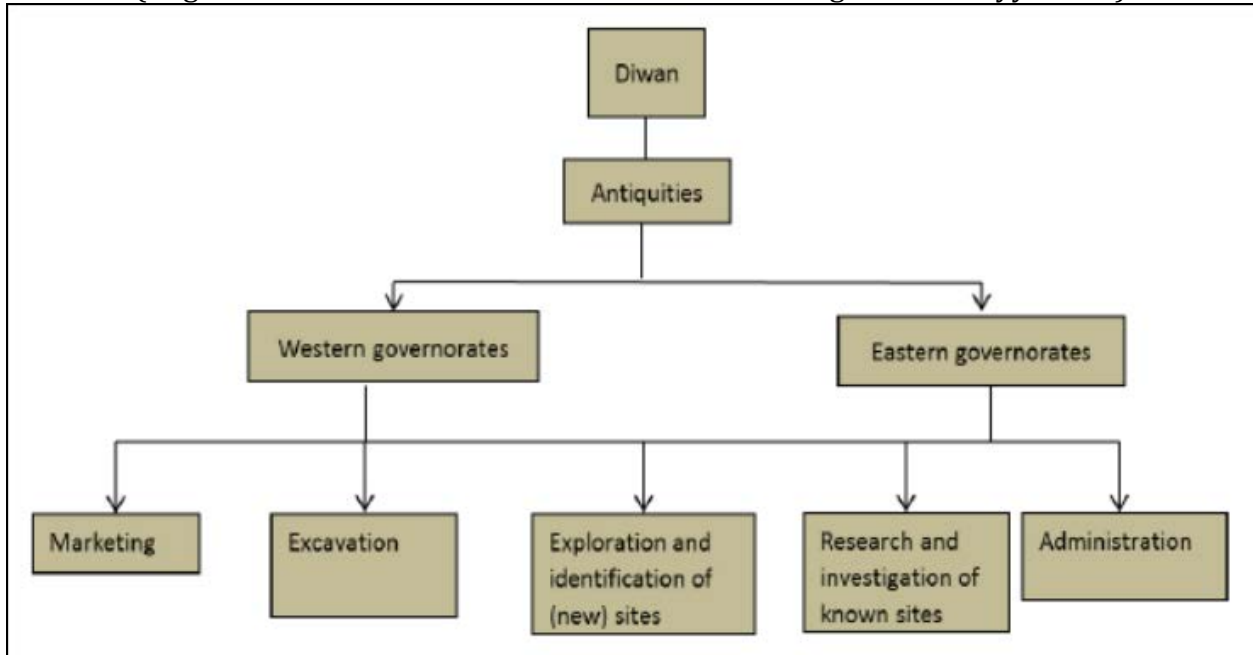 Diwan
Antiquities
Western governorates
Eastern governorates
Marketing
Excavation
Exploration and
identification of
(new) sites
Research and
investigation of
known sites
Administration